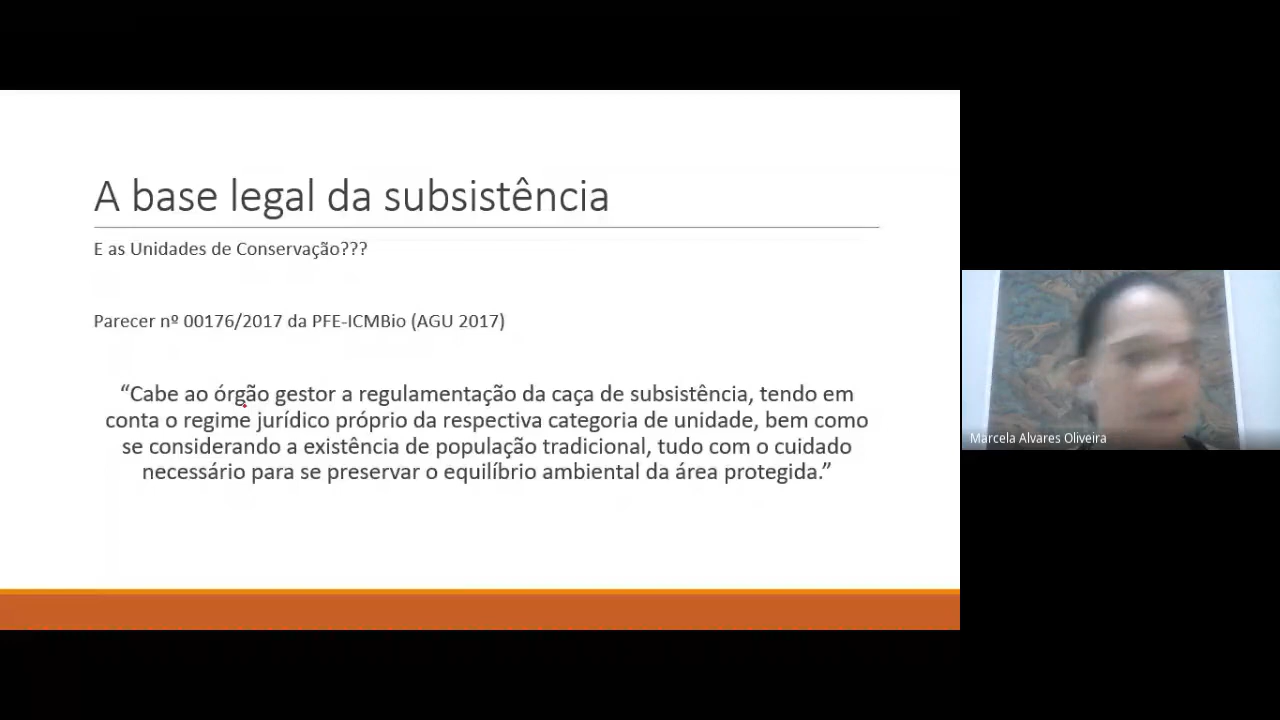 A base legal da subsistência
E as Unidades de Conservação???
Parecer nº 00176/2017 da PFE-ICMBio (AGU 2017)
“Cabe ao órgão gestor a regulamentação da caça de subsistência, tendo em
conta o regime jurídico próprio da respectiva categoria de unidade, bem como
se considerando a existência de população tradicional, tudo com o cuidado
necessário para se preservar o equilíbrio ambiental da área protegida.”
Marcela Alvares Oliveira